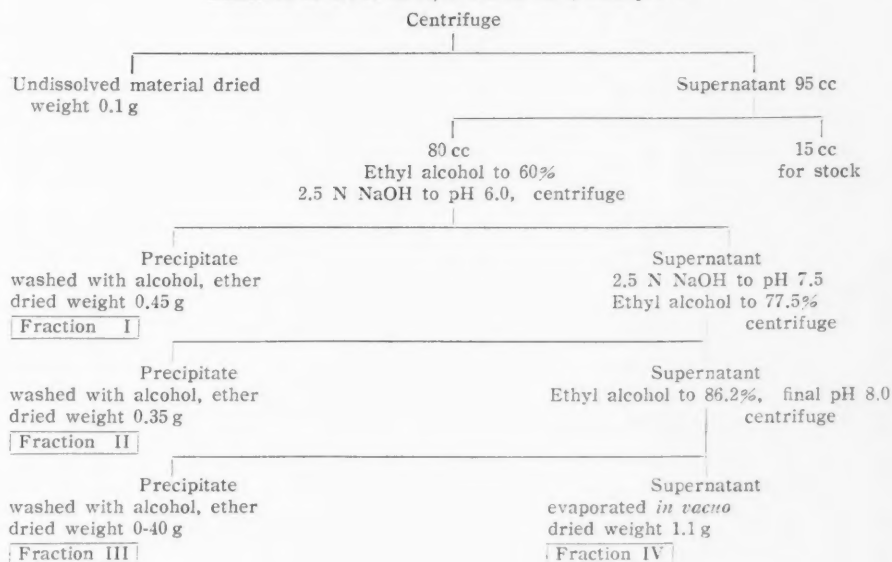 Centrifuge
Undissolved material dried
weight 0.1 g
Supernatant 95 cc
80 cc
Ethyl alcohol to 60%
2.5 N NaOH to pH 6.0, centrifuge
15 cc
for stock
Precipitate
washed with alcohol, ether
dried weight 0.45 g
Fraction I
Supernatant
2.5 N NaOH to pH 7.5
Ethyl alcohol to 77.5%
centrifuge
Precipitate
washed with alcohol, ether
dried weight 0.35 g
Fraction II
Supernatant
Ethyl alcohol to 86.2%, final pH 8.0
centrifuge
Precipitate
washed with alcohol, ether
dried weight 0-40 g
Fraction III
Supernatant
evaporated in vacuo
dried weight 1.1 g
Fraction IV